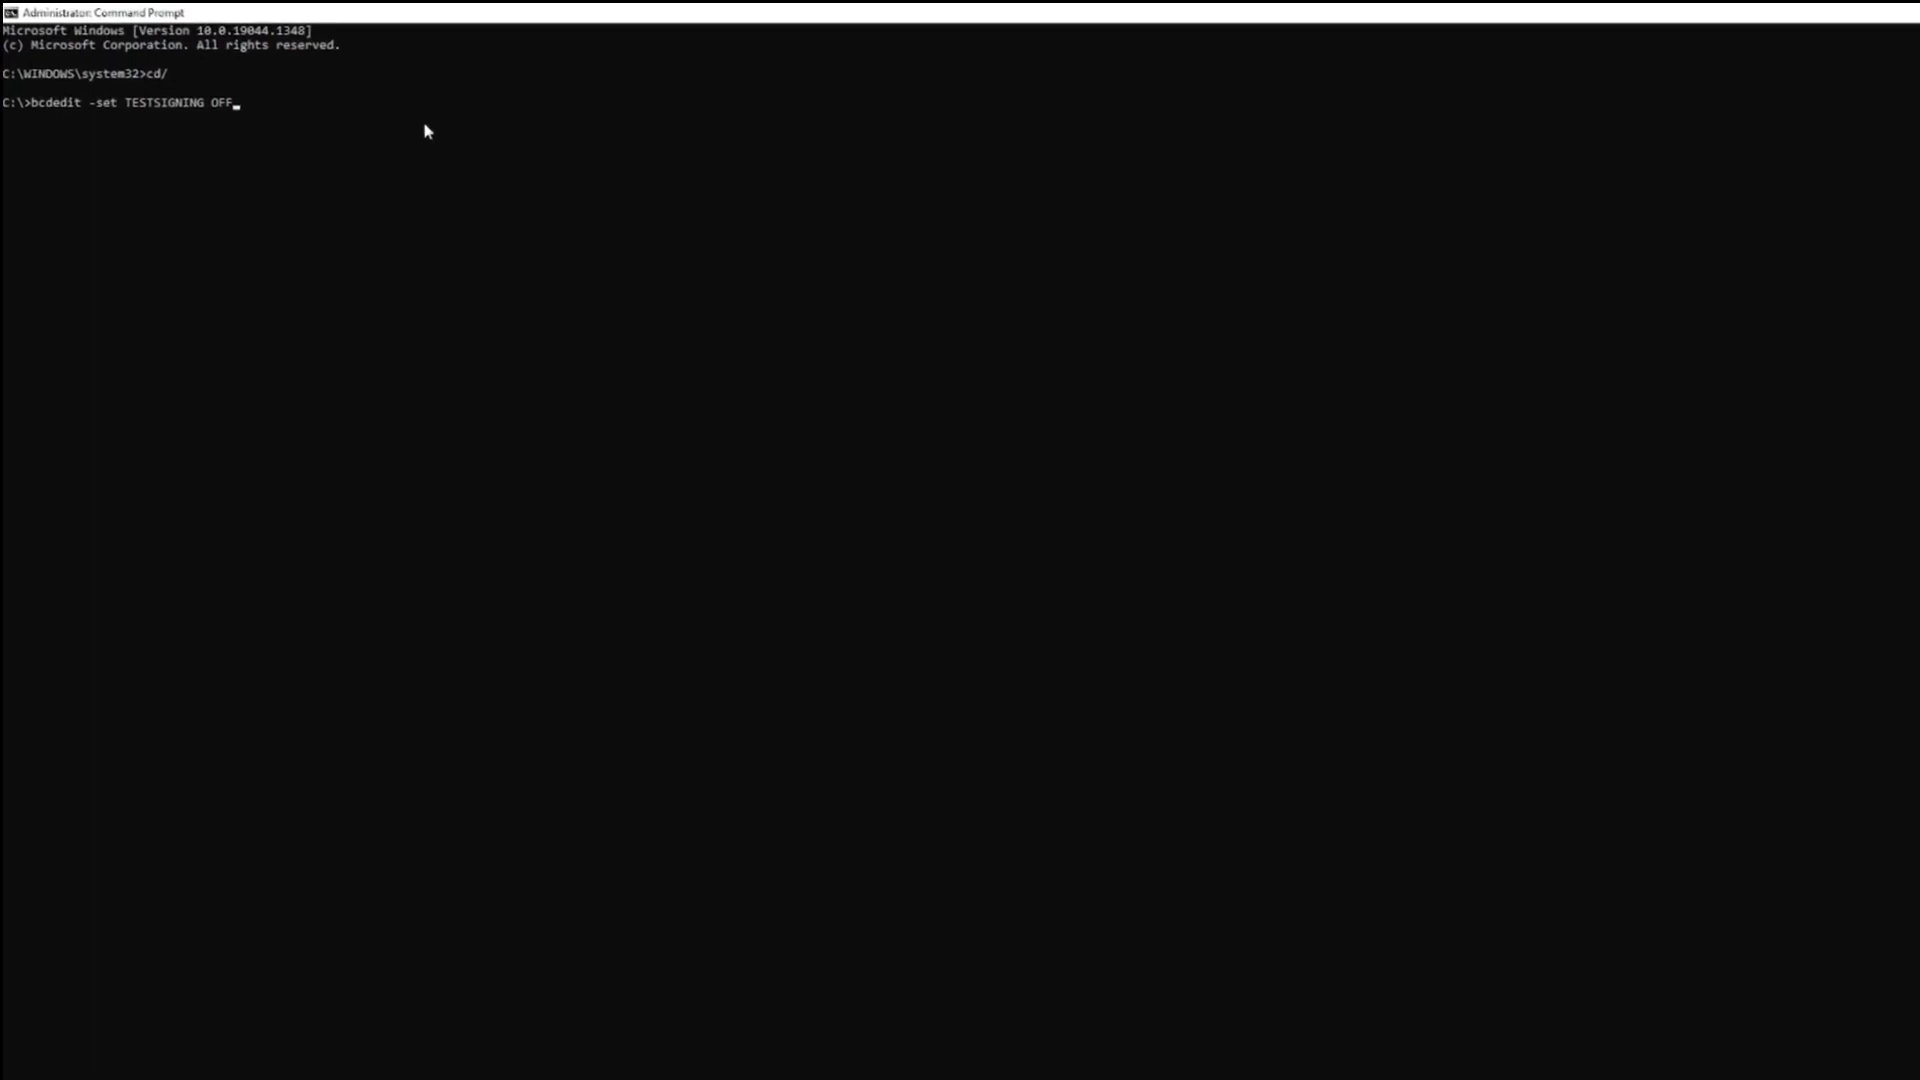 Administrator: Command Prompt
Microsoft Windows [Version 10.0.19044.1348]
(c) Microsoft Corporation. All rights reserved.
C:\WINDOWS\system32>cd/
C:\>bcdedit -set TESTSIGNING OFF